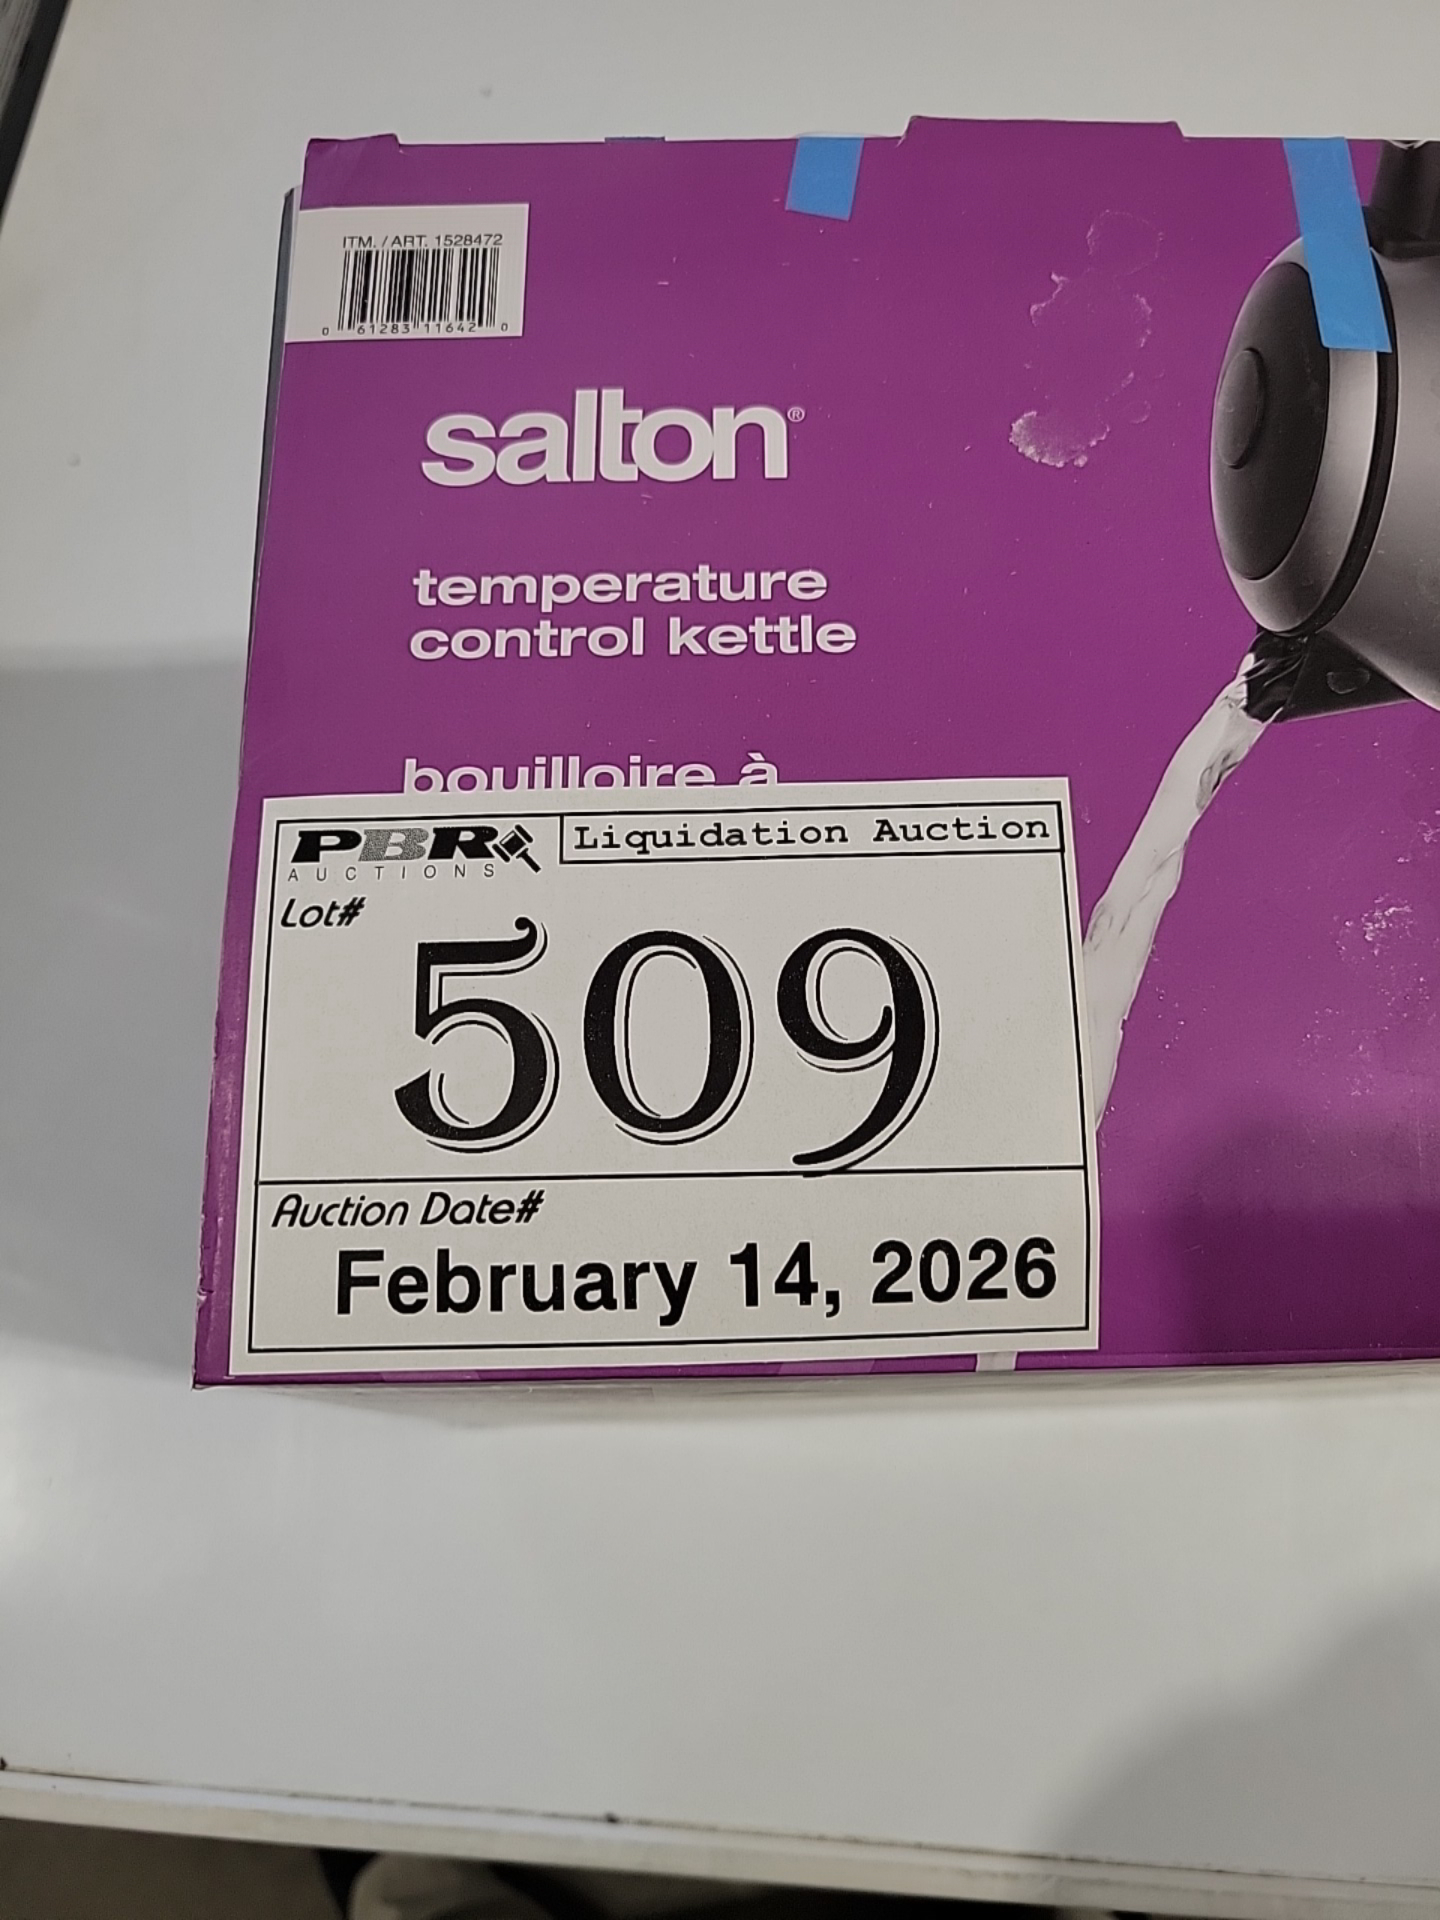 ITM. / ART. 1528472
0 61283 11642 0
salton®
temperature
control kettle
bouilloire à
PBR
AUCTIONS
Liquidation Auction
Lot#
509
Auction Date#
February 14, 2026